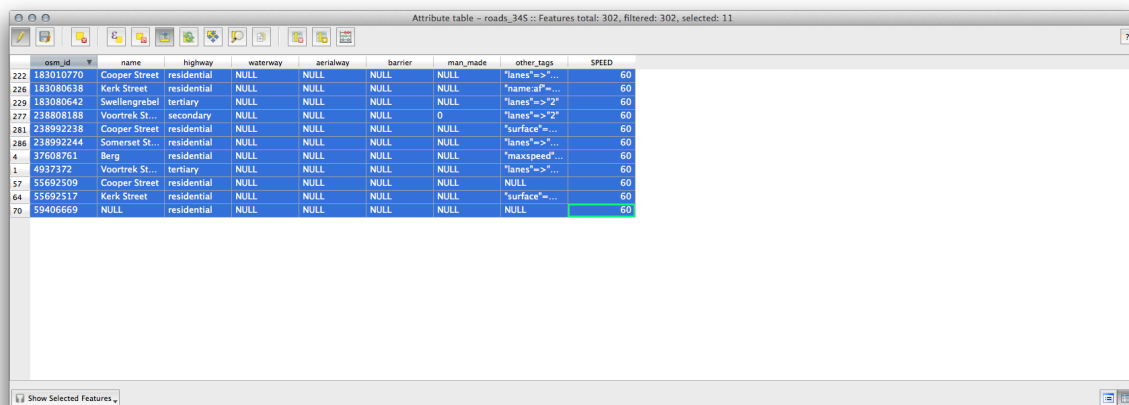 Attribute table - roads_34S :: Features total: 302, filtered: 302, selected: 11
?
osm_id name highway waterway aerialway barrier man_made other_tags SPEED
222 183010770 Cooper Street residential NULL NULL NULL NULL "lanes"=>"... 60
226 183080638 Kerk Street residential NULL NULL NULL NULL "name:af"=... 60
229 183080642 Swellengrebel tertiary NULL NULL NULL NULL "lanes"=>"2" 60
277 238808188 Voortrek St... secondary NULL NULL NULL 0 "lanes"=>"2" 60
281 238992238 Cooper Street residential NULL NULL NULL NULL "surface"=... 60
286 238992244 Somerset St... residential NULL NULL NULL NULL "lanes"=>"... 60
4 37608761 Berg residential NULL NULL NULL NULL "maxspeed"... 60
1 4937372 Voortrek St... tertiary NULL NULL NULL NULL "lanes"=>"... 60
57 55692509 Cooper Street residential NULL NULL NULL NULL NULL 60
64 55692517 Kerk Street residential NULL NULL NULL NULL "surface"=... 60
70 59406669 NULL residential NULL NULL NULL NULL NULL 60
Show Selected Features